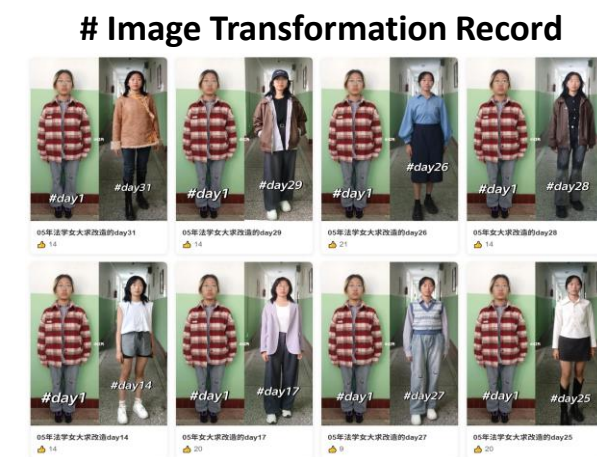 # Image Transformation Record
#day1 #day31
#day1 #day29
#day1 #day26
#day1 #day28
05年法学女大求改造的day31
05年法学女大求改造的day29
05年法学女大求改造的day26
05年女大求改造的day28
14
14
21
14
#day1 #day14
#day1 #day17
#day1 #day27
#day1 #day25
05年法学女大求改造day14
05年女大求改造的day17
05年法学女大求改造的day27
05年法学女大求改造的day25
14
20
9
20